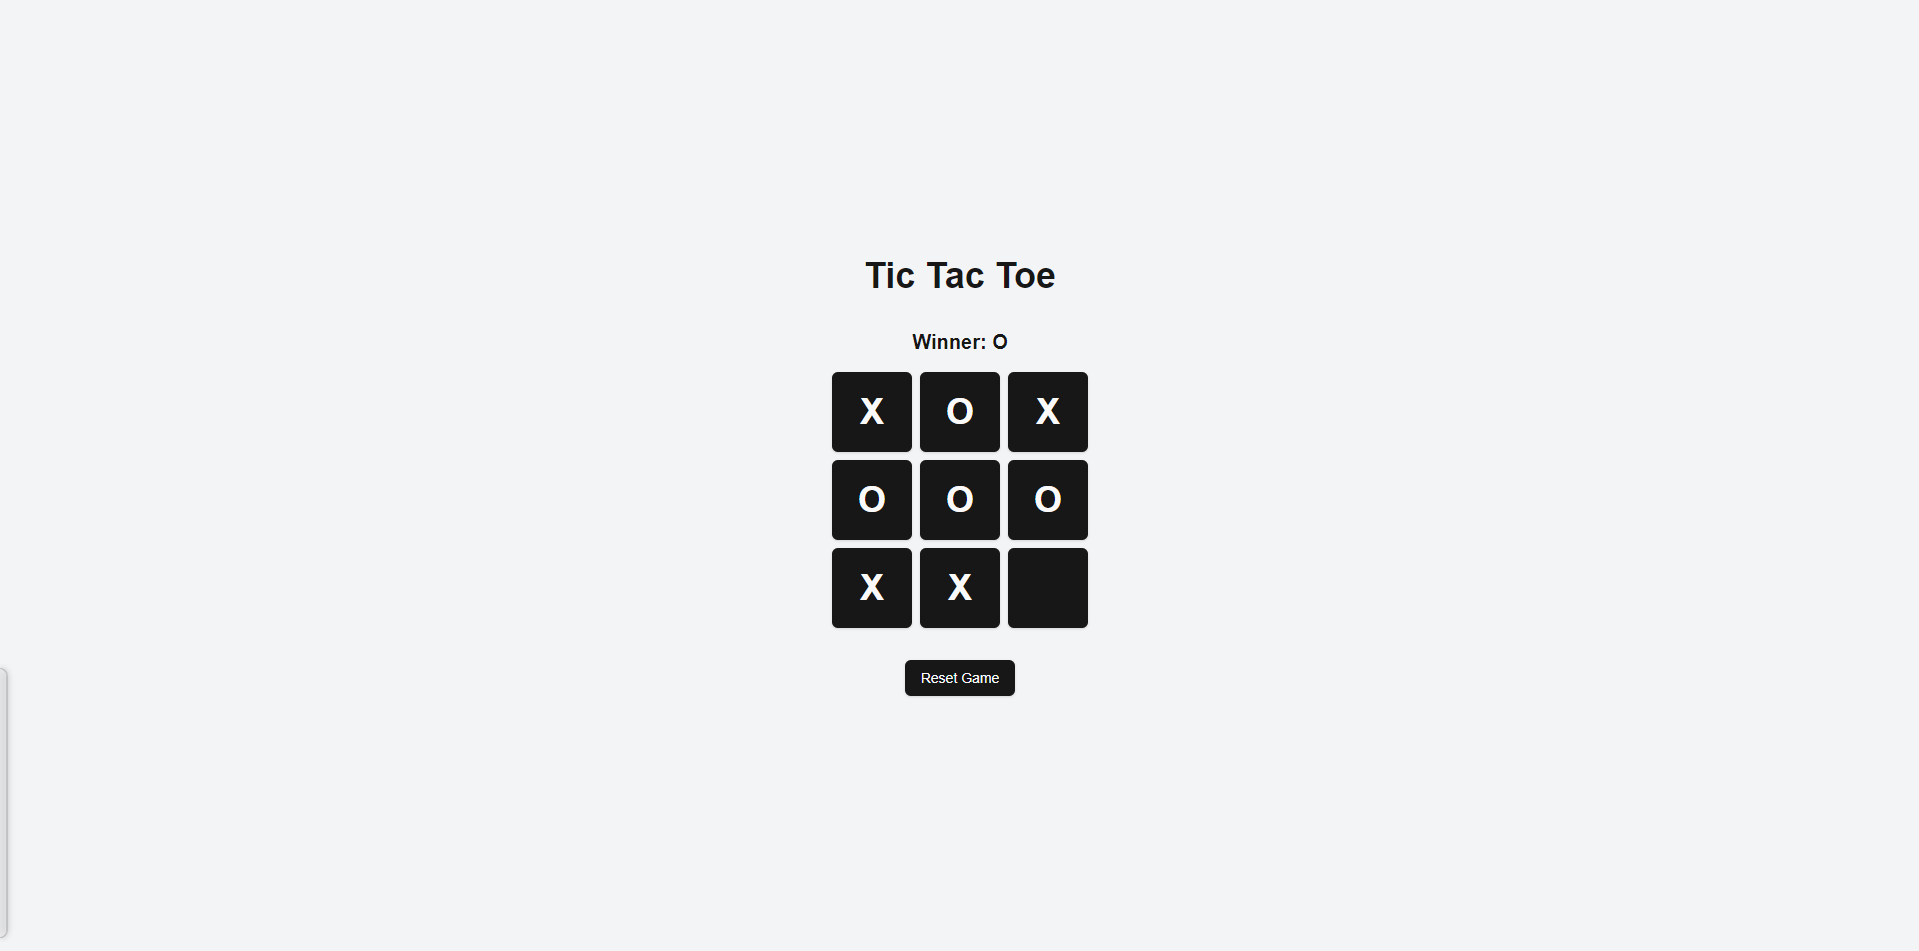 Tic Tac Toe
Winner: O
X O X
O O O
X X
Reset Game